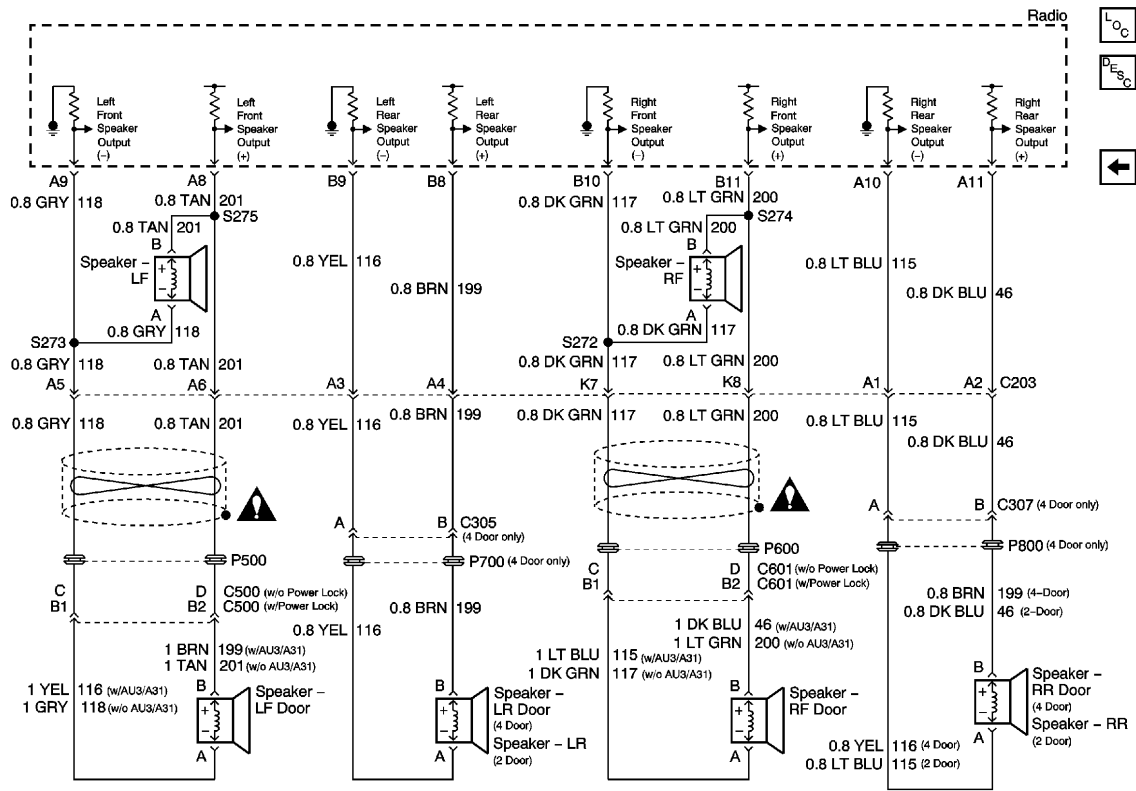 Radio
LOC
DESC
Left Front Speaker Output (−)
Left Front Speaker Output (+)
Left Rear Speaker Output (−)
Left Rear Speaker Output (+)
Right Front Speaker Output (−)
Right Front Speaker Output (+)
Right Rear Speaker Output (−)
Right Rear Speaker Output (+)
A9 A8 B9 B8 B10 B11 A10 A11
0.8 GRY 118
0.8 TAN 201
0.8 DK GRN 117
0.8 LT GRN 200
S275
S274
0.8 TAN 201
0.8 LT GRN 200
B
B
Speaker – LF
+
−
A
0.8 YEL 116
0.8 BRN 199
Speaker – RF
+
−
A
0.8 LT BLU 115
0.8 DK BLU 46
0.8 GRY 118
0.8 DK GRN 117
S273
S272
0.8 GRY 118
0.8 TAN 201
0.8 DK GRN 117
0.8 LT GRN 200
A5 A6 A3 A4 K7 K8 A1 A2 C203
0.8 GRY 118
0.8 TAN 201
0.8 YEL 116
0.8 BRN 199
0.8 DK GRN 117
0.8 LT GRN 200
0.8 LT BLU 115
0.8 DK BLU 46
!
!
A B C305
(4 Door only)
A B C307 (4 Door only)
P500
P700 (4 Door only)
P600
P800 (4 Door only)
C D C500 (w/o Power Lock)
B1 B2 C500 (w/Power Lock)
C D C601 (w/o Power Lock)
B1 B2 C601 (w/Power Lock)
0.8 BRN 199
0.8 YEL 116
0.8 BRN 199 (4–Door)
0.8 DK BLU 46 (2–Door)
1 BRN 199 (w/AU3/A31)
1 TAN 201 (w/o AU3/A31)
1 DK BLU 46 (w/AU3/A31)
1 LT GRN 200 (w/o AU3/A31)
1 LT BLU 115 (w/AU3/A31)
1 DK GRN 117 (w/o AU3/A31)
1 YEL 116 (w/AU3/A31)
1 GRY 118 (w/o AU3/A31)
B
+
−
A
Speaker –
LF Door
B
+
−
A
Speaker –
LR Door
(4 Door)
Speaker – LR
(2 Door)
B
+
−
A
Speaker –
RF Door
B
+
−
A
Speaker –
RR Door
(4 Door)
Speaker – RR
(2 Door)
0.8 YEL 116 (4 Door)
0.8 LT BLU 115 (2 Door)